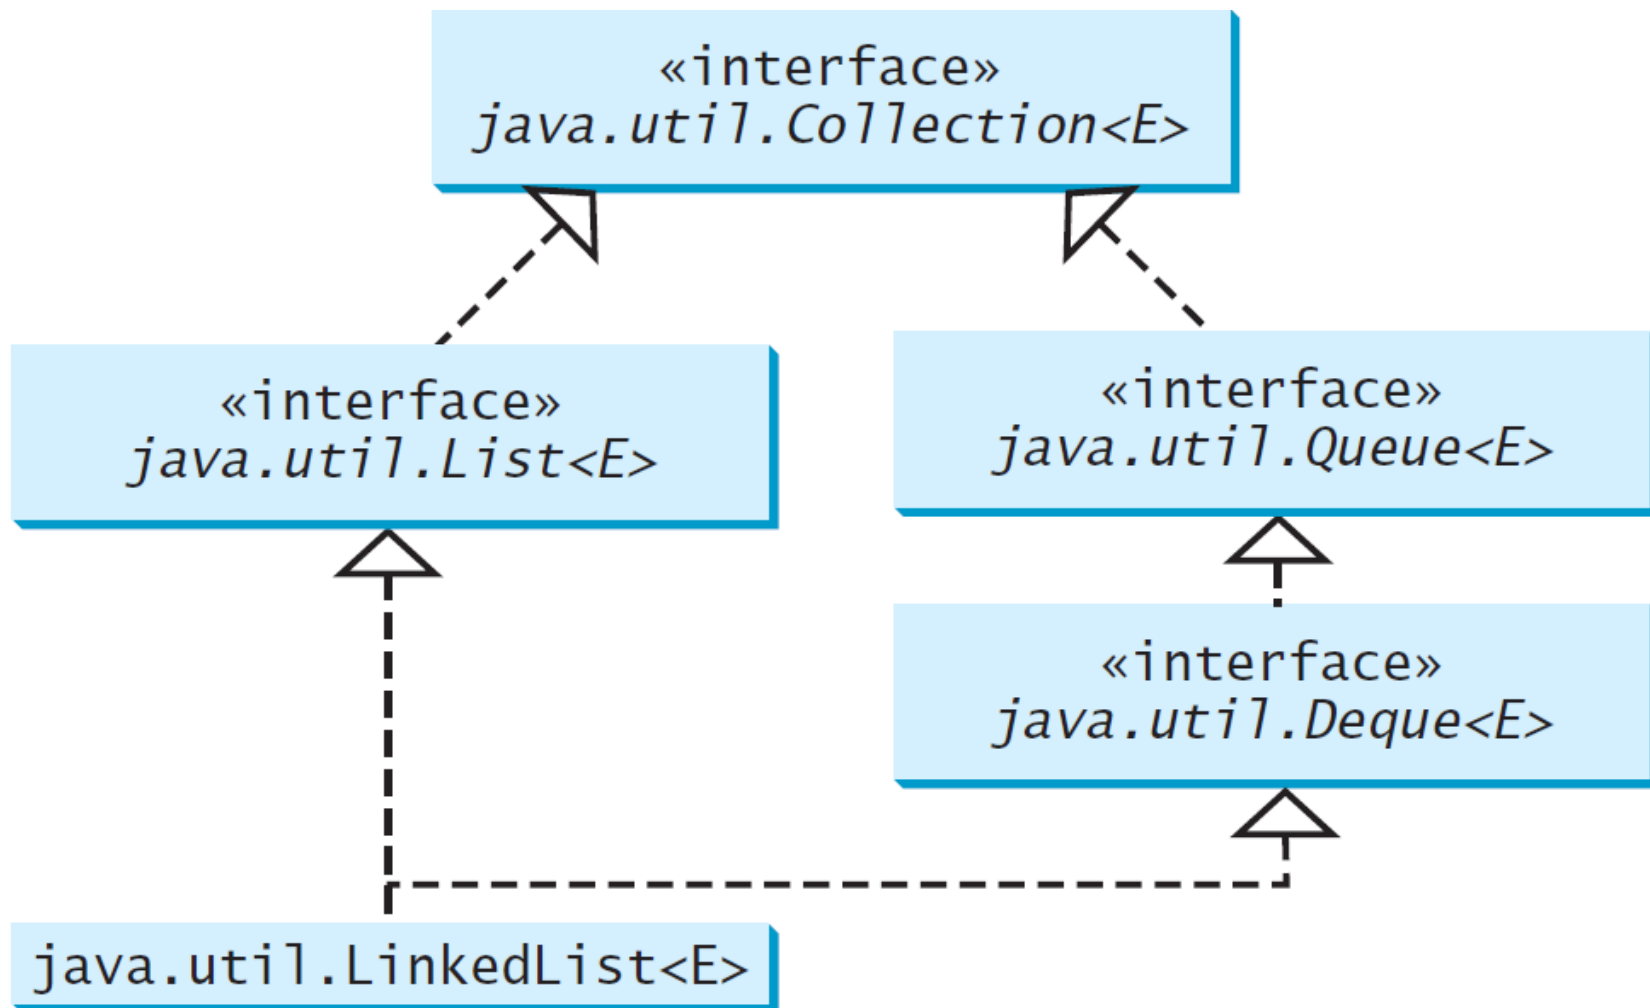 «interface»
java.util.Collection<E>
«interface»
java.util.List<E>
«interface»
java.util.Queue<E>
«interface»
java.util.Deque<E>
java.util.LinkedList<E>